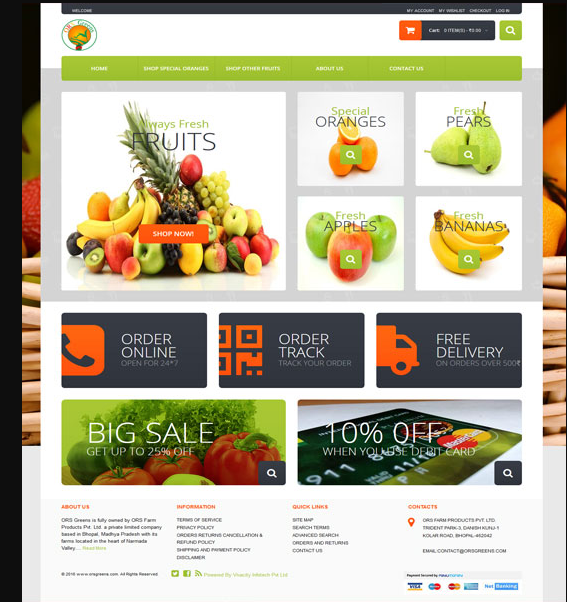 WELCOME
MY ACCOUNT MY WISHLIST CHECKOUT LOG IN
ORS Greens
Cart: 0 ITEM(S) - ₹0.00
HOME SHOP SPECIAL ORANGES SHOP OTHER FRUITS ABOUT US CONTACT US
Always Fresh
FRUITS
SHOP NOW!
Special
ORANGES
Fresh
PEARS
Fresh
APPLES
Fresh
BANANAS
ORDER
ONLINE
OPEN FOR 24*7
ORDER
TRACK
TRACK YOUR ORDER
FREE
DELIVERY
ON ORDERS OVER 500₹
BIG SALE
GET UP TO 25% OFF
10% OFF
WHEN YOU USE DEBIT CARD
MasterCard
ABOUT US
ORS Greens is fully owned by ORS Farm
Products Pvt. Ltd. a private limited company
based in Bhopal, Madhya Pradesh with its
farms located in the heart of Narmada
Valley.... Read More
INFORMATION
TERMS OF SERVICE
PRIVACY POLICY
ORDERS RETURNS CANCELLATION &
REFUND POLICY
SHIPPING AND PAYMENT POLICY
DISCLAIMER
QUICK LINKS
SITE MAP
SEARCH TERMS
ADVANCED SEARCH
ORDERS AND RETURNS
CONTACT US
CONTACTS
ORS FARM PRODUCTS PVT. LTD.
TRIDENT PARK-3, DANISH KUNJ-1
KOLAR ROAD, BHOPAL-462042
EMAIL:CONTACT@ORSGREENS.COM
© 2016 www.orsgreens.com. All Rights Reserved.
Powered By Vivacity Infotech Pvt Ltd
Payment Secured by PayUmoney
VISA Net Banking